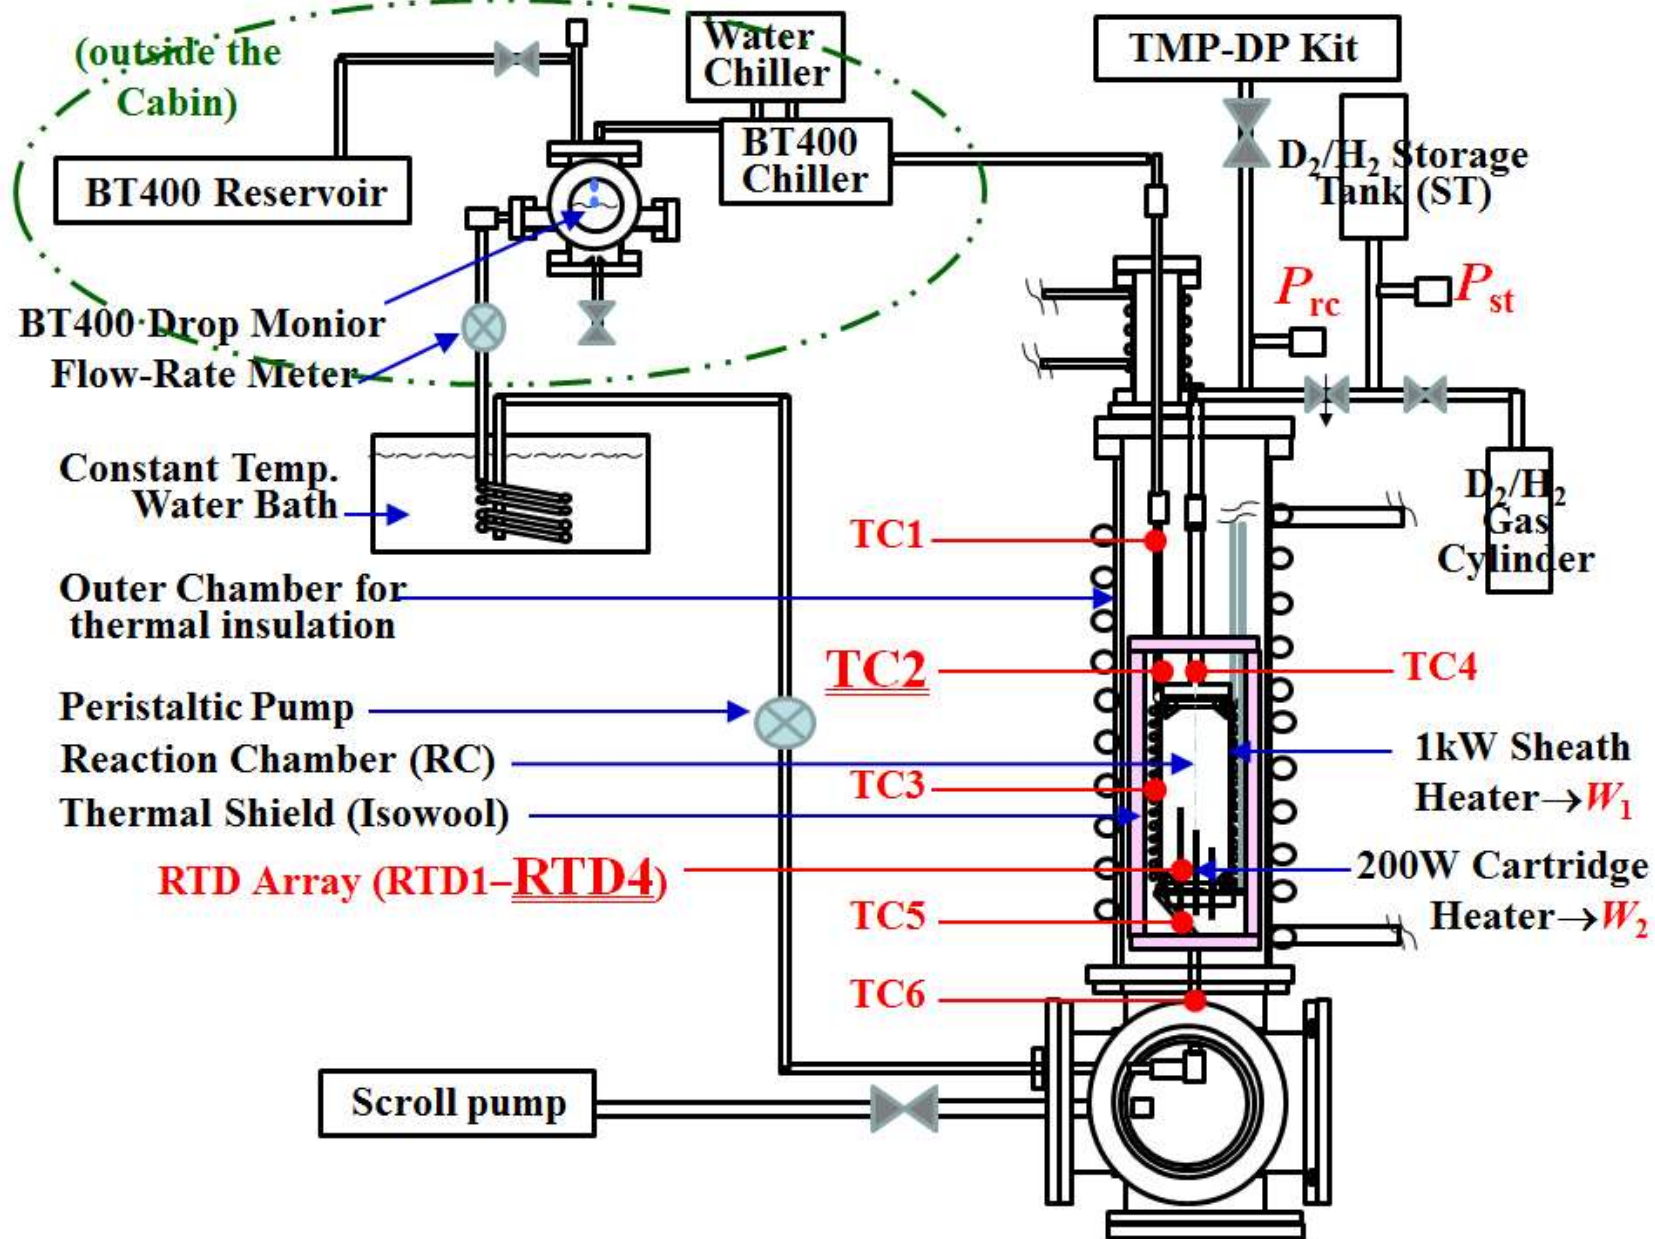 (outside the
Cabin)
Water
Chiller
TMP-DP Kit
BT400 Reservoir
BT400
Chiller
D2/H2 Storage
Tank (ST)
Prc
Pst
BT400 Drop Monior
Flow-Rate Meter
Constant Temp.
Water Bath
D2/H2
Gas
Cylinder
TC1
Outer Chamber for
thermal insulation
TC2
TC4
Peristaltic Pump
Reaction Chamber (RC)
Thermal Shield (Isowool)
TC3
1kW Sheath
Heater→W1
RTD Array (RTD1–RTD4)
200W Cartridge
Heater→W2
TC5
TC6
Scroll pump